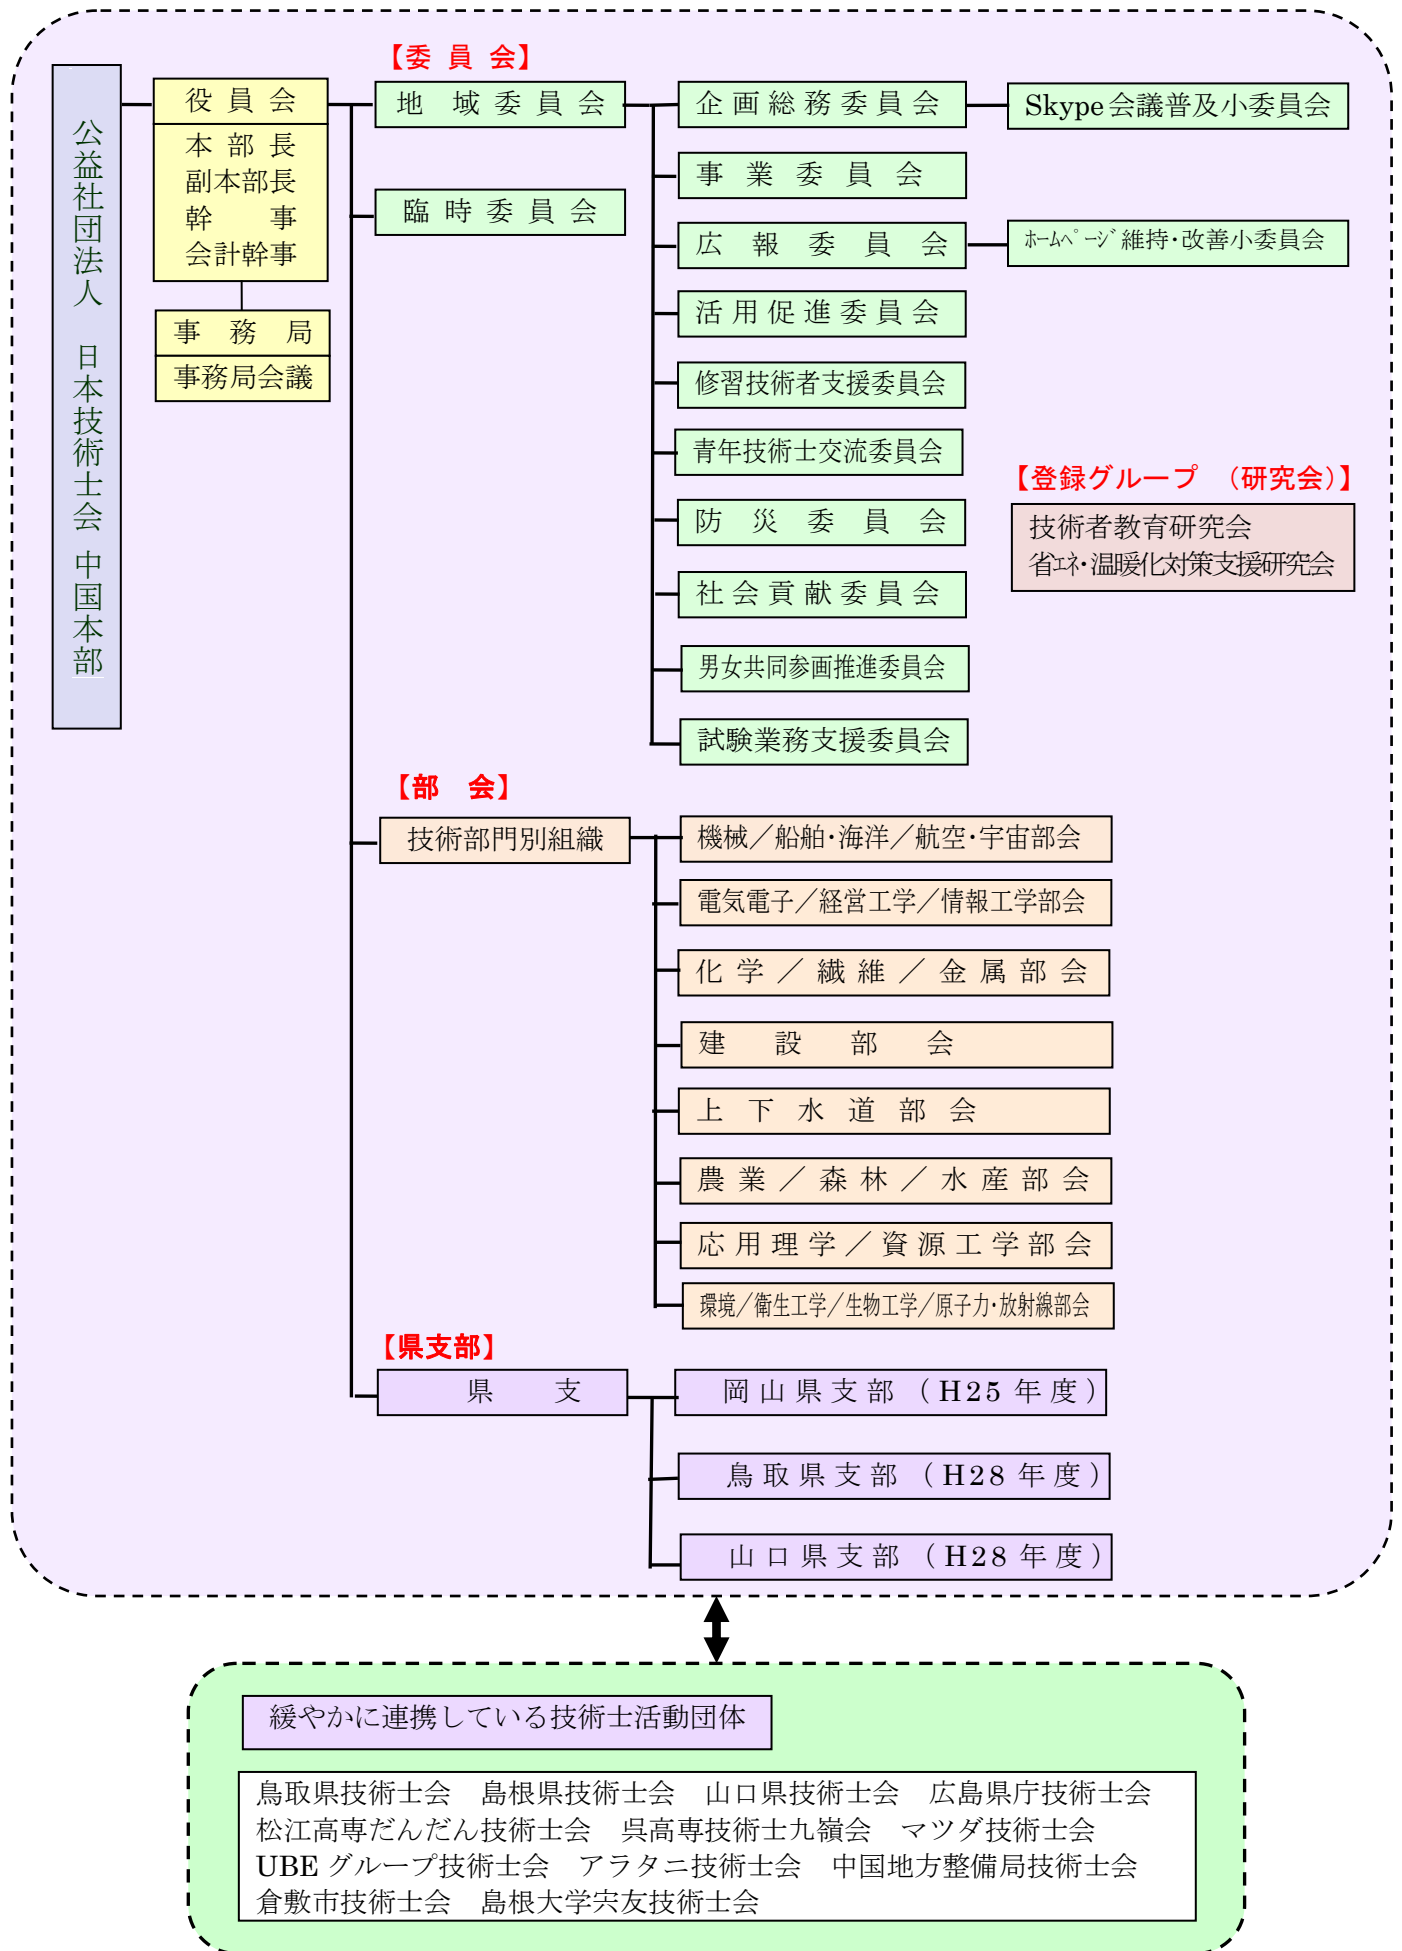 公益社団法人　日本技術士会 中国本部
役員会
本部長
副本部長
幹　事
会計幹事
事　務　局
事務局会議
【委 員 会】
地　域委員会
臨時委員会
企画総務委員会
Skype会議普及小委員会
事業委員会
広報委員会
ﾎｰﾑﾍﾟｰｼﾞ維持・改善小委員会
活用促進委員会
修習技術者支援委員会
青年技術士交流委員会
防災委員会
社会貢献委員会
男女共同参画推進委員会
試験業務支援委員会
【登録グループ　（研究会）】
技術者教育研究会
省ｴﾈ・温暖化対策支援研究会
【部　会】
技術部門別組織
機械／船舶・海洋／航空・宇宙部会
電気電子／経営工学／情報工学部会
化学／繊維／金属部会
建設部会
上下水道部会
農業／森林／水産部会
応用理学／資源工学部会
環境／衛生工学／生物工学／原子力・放射線部会
【県支部】
県　支
岡山県支部（H25 年度）
鳥取県支部（H28 年度）
山口県支部（H28 年度）
緩やかに連携している技術士活動団体
鳥取県技術士会　島根県技術士会　山口県技術士会　広島県庁技術士会
松江高専だんだん技術士会　呉高専技術士九嶺会　マツダ技術士会
UBE グループ技術士会　アラタニ技術士会　中国地方整備局技術士会
倉敷市技術士会　島根大学宍友技術士会